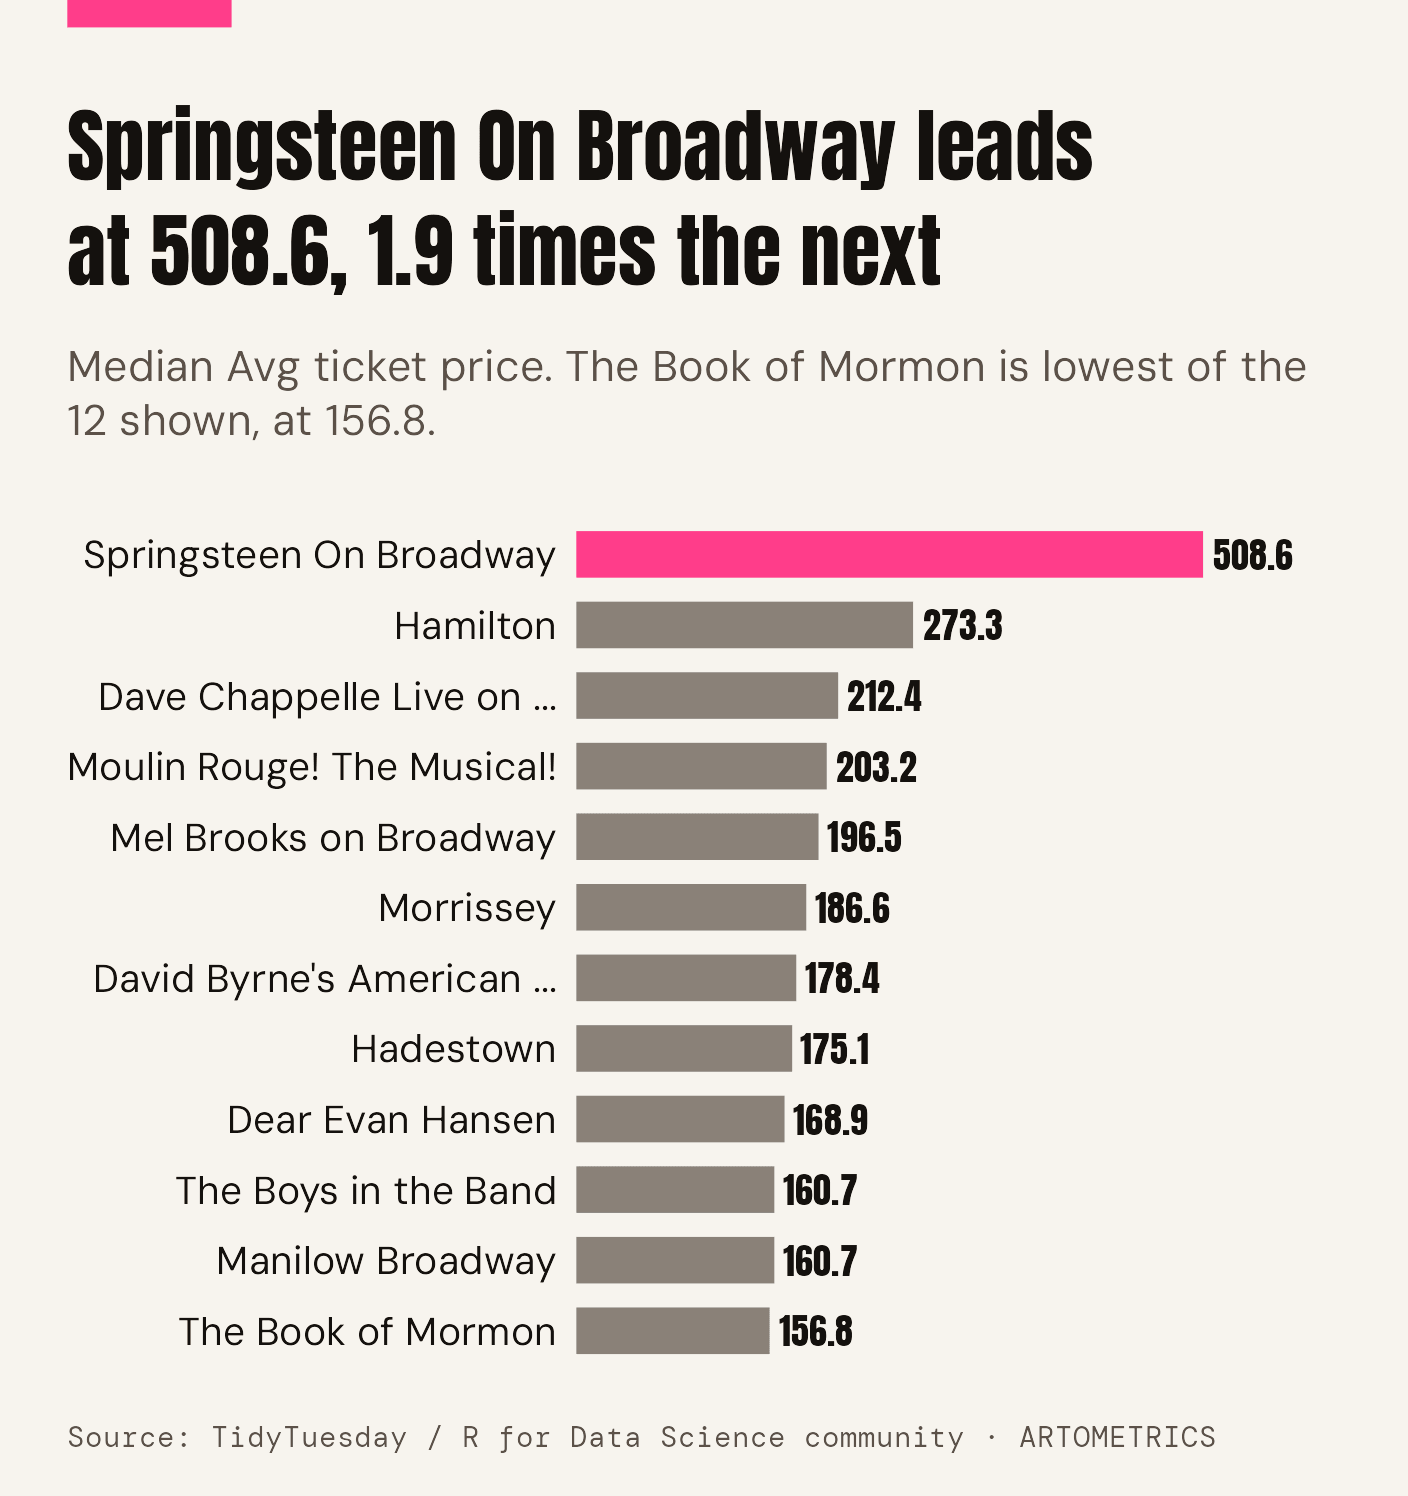 Springsteen On Broadway leads
at 508.6, 1.9 times the next
Median Avg ticket price. The Book of Mormon is lowest of the
12 shown, at 156.8.
Springsteen On Broadway 508.6
Hamilton 273.3
Dave Chappelle Live on ... 212.4
Moulin Rouge! The Musical! 203.2
Mel Brooks on Broadway 196.5
Morrissey 186.6
David Byrne's American ... 178.4
Hadestown 175.1
Dear Evan Hansen 168.9
The Boys in the Band 160.7
Manilow Broadway 160.7
The Book of Mormon 156.8
Source: TidyTuesday / R for Data Science community · ARTOMETRICS